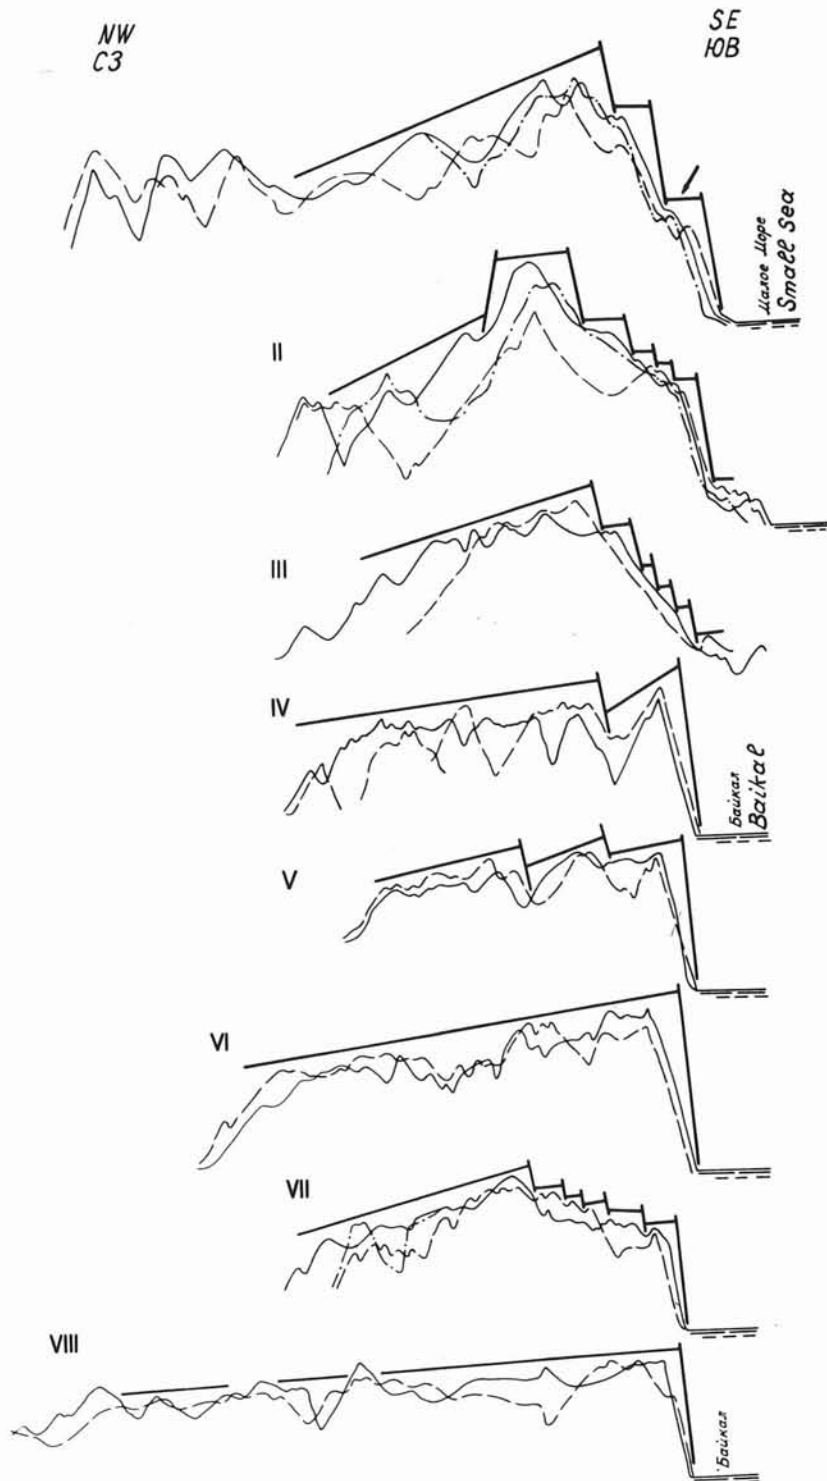 NW
СЗ
SE
ЮВ
Малое Море
Small Sea
II
III
IV
Байкал
Baikal
V
VI
VII
VIII
Байкал